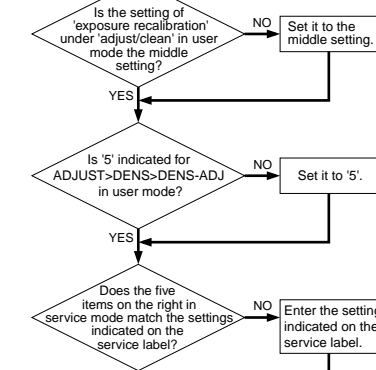 Is the setting of
'exposure recalibration'
under 'adjust/clean' in user
mode the middle
setting?
NO
Set it to the
middle setting.
YES
Is '5' indicated for
ADJUST>DENS>DENS-ADJ
in user mode?
NO
Set it to '5'.
YES
Does the five
items on the right in
service mode match the settings
indicated on the
service label?
NO
Enter the setting
indicated on the
service label.